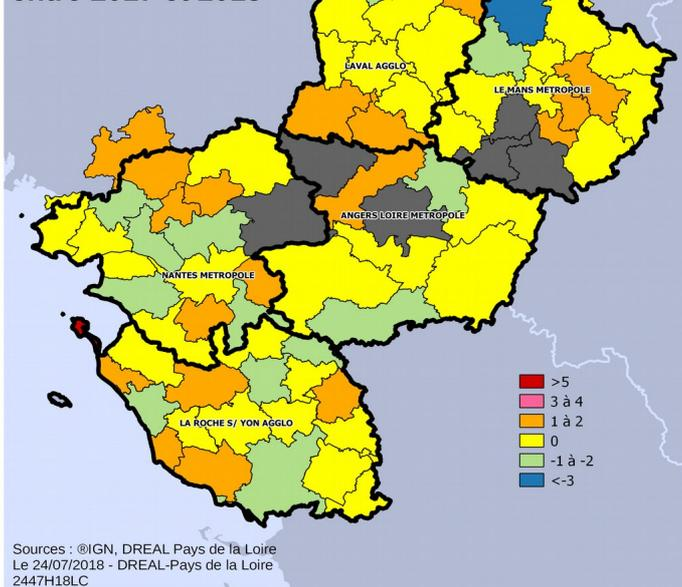 LAVAL AGGLO
LE MANS METROPOLE
ANGERS LOIRE METROPOLE
NANTES METROPOLE
LA ROCHE S/ YON AGGLO
>5
3 à 4
1 à 2
0
-1 à -2
<-3
Sources : ®IGN, DREAL Pays de la Loire
Le 24/07/2018 - DREAL-Pays de la Loire
2447H18LC